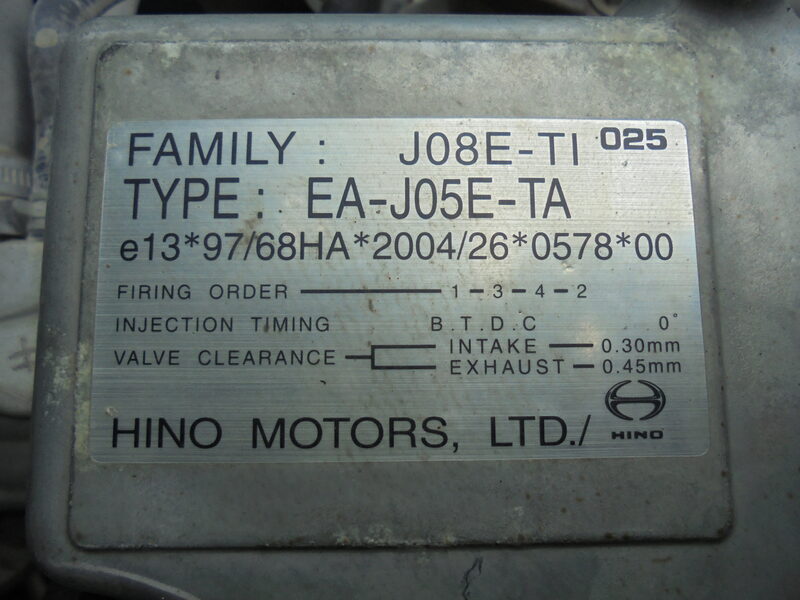 FAMILY : J08E-TI 025
TYPE : EA-J05E-TA
e13*97/68HA*2004/26*0578*00
FIRING ORDER 1 - 3 - 4 - 2
INJECTION TIMING B.T.D.C 0°
VALVE CLEARANCE INTAKE 0.30mm
EXHAUST 0.45mm
HINO MOTORS, LTD./ HINO